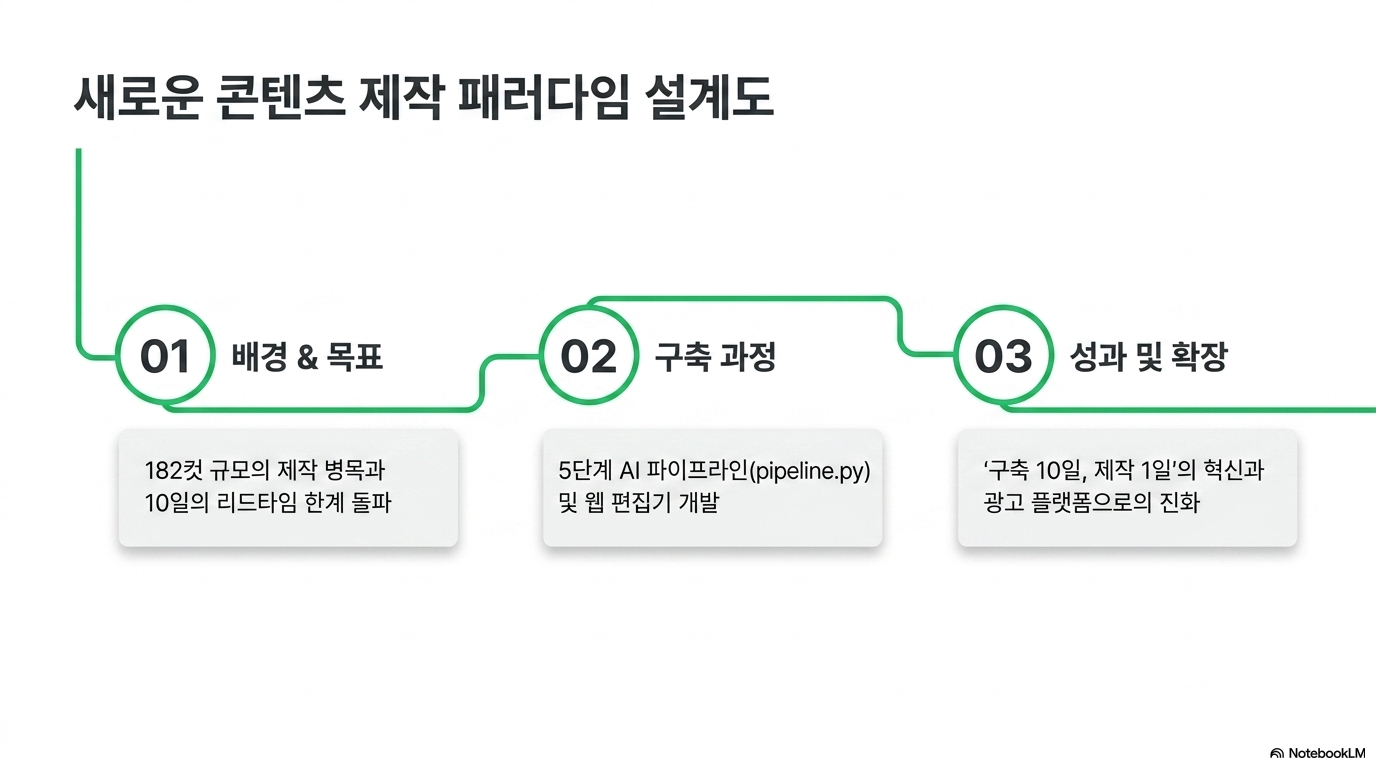 새로운 콘텐츠 제작 패러다임 설계도
01 배경 & 목표
182컷 규모의 제작 병목과
10일의 리드타임 한계 돌파
02 구축 과정
5단계 AI 파이프라인(pipeline.py)
및 웹 편집기 개발
03 성과 및 확장
‘구축 10일, 제작 1일’의 혁신과
광고 플랫폼으로의 진화
NotebookLM